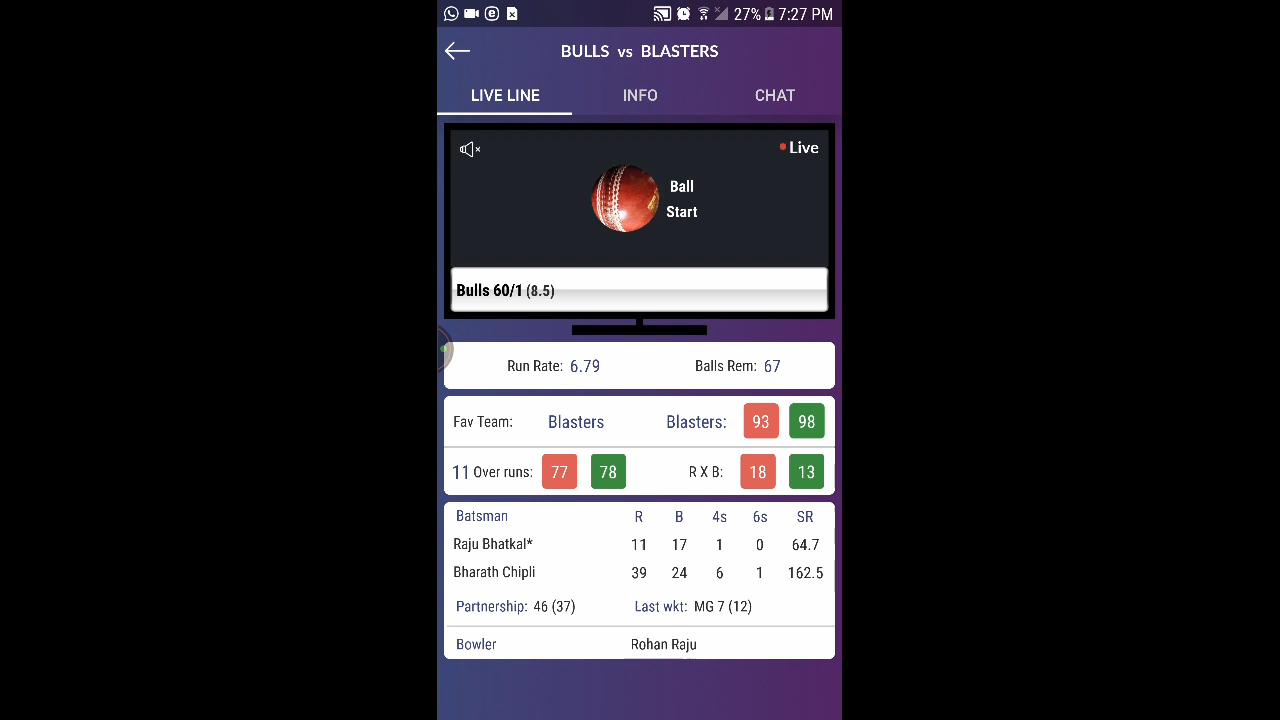 27% 7:27 PM
BULLS vs BLASTERS
LIVE LINE INFO CHAT
Live
Ball
Start
Bulls 60/1 (8.5)
Run Rate: 6.79 Balls Rem: 67
Fav Team: Blasters Blasters: 93 98
11 Over runs: 77 78 R X B: 18 13
Batsman R B 4s 6s SR
Raju Bhatkal* 11 17 1 0 64.7
Bharath Chipli 39 24 6 1 162.5
Partnership: 46 (37) Last wkt: MG 7 (12)
Bowler Rohan Raju